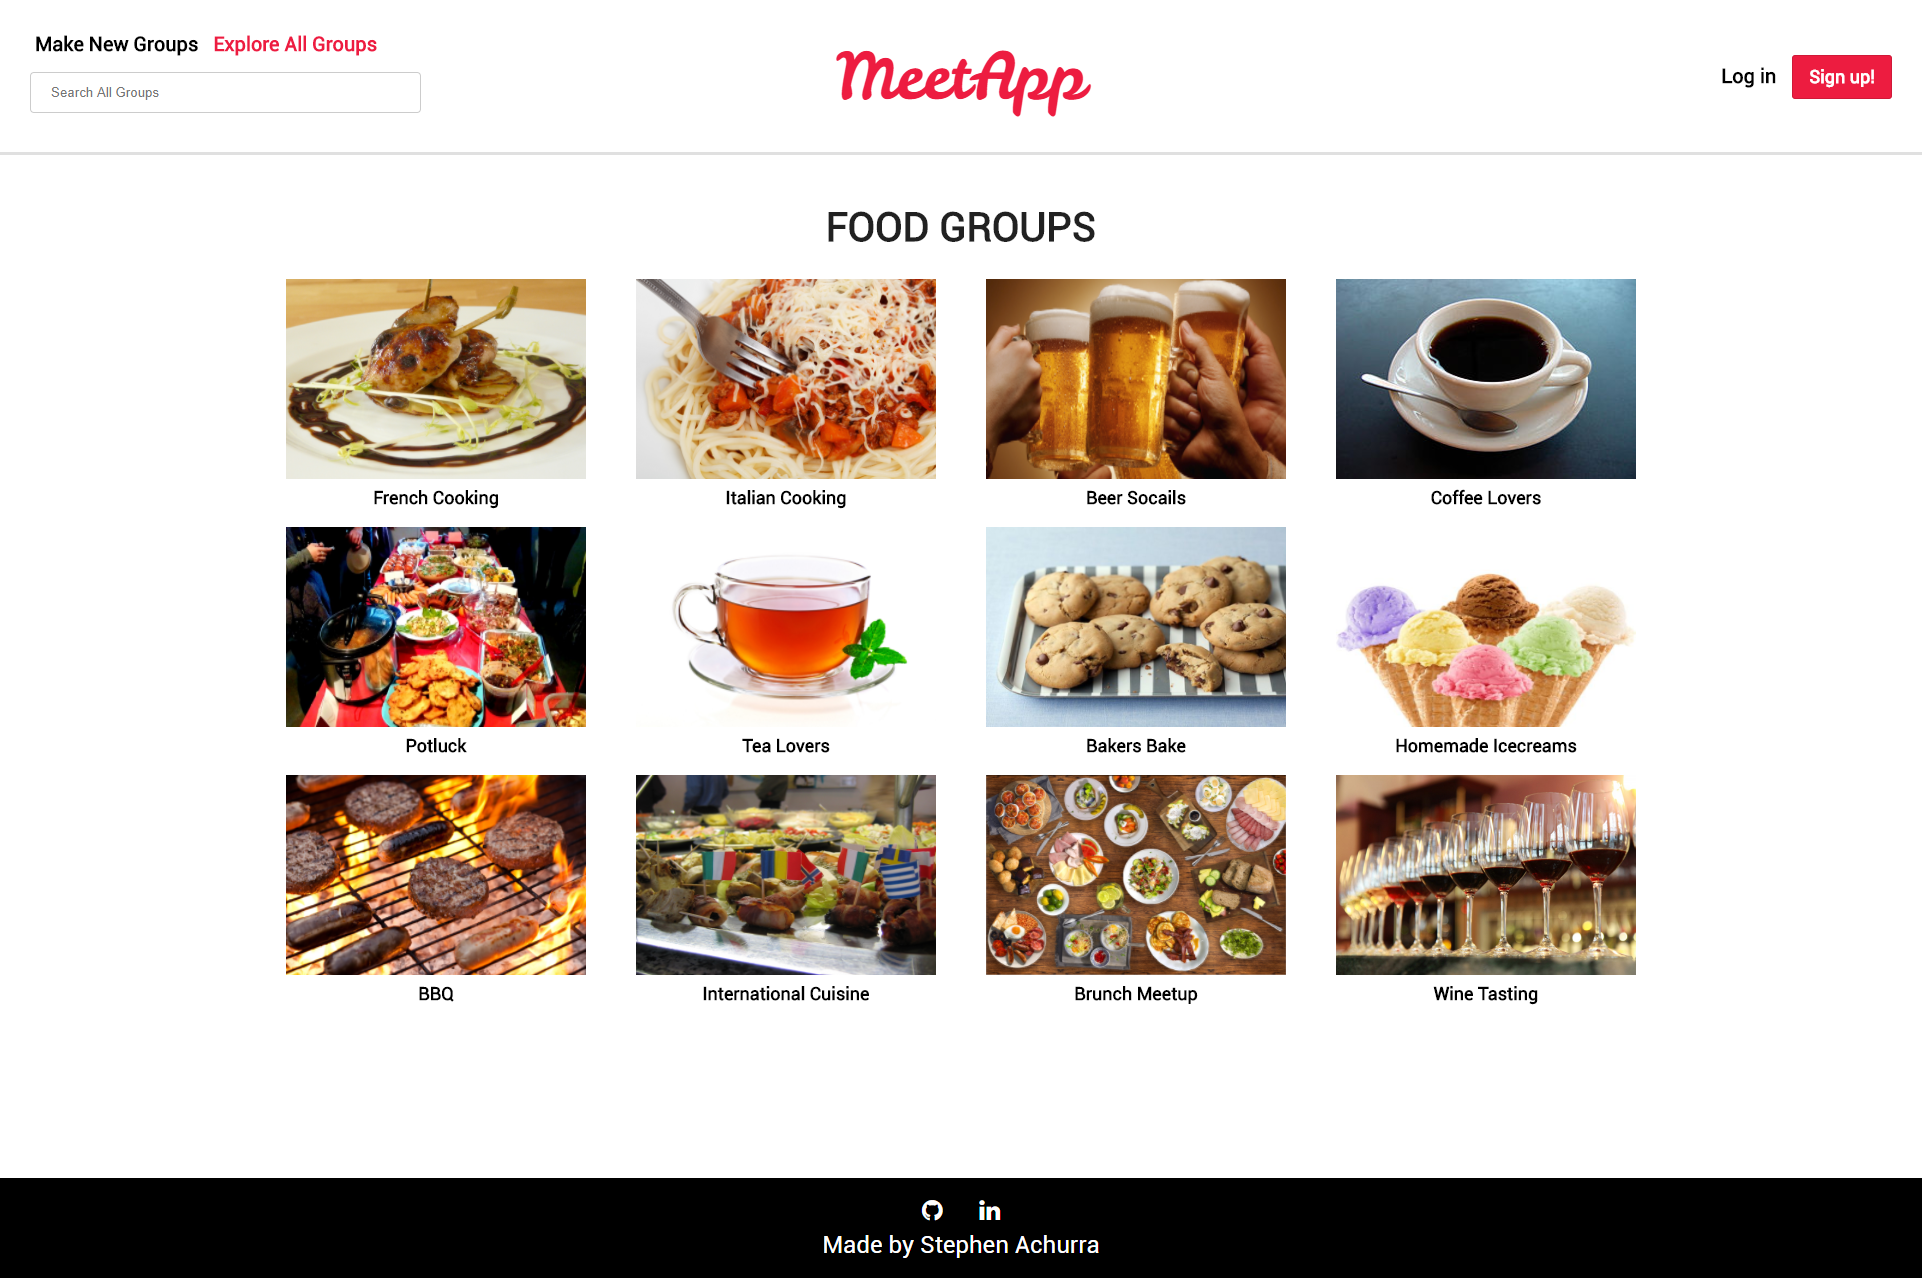 Make New Groups Explore All Groups
Search All Groups
MeetApp
Log in Sign up!
FOOD GROUPS
French Cooking Italian Cooking Beer Socails Coffee Lovers
Potluck Tea Lovers Bakers Bake Homemade Icecreams
BBQ International Cuisine Brunch Meetup Wine Tasting
in
Made by Stephen Achurra